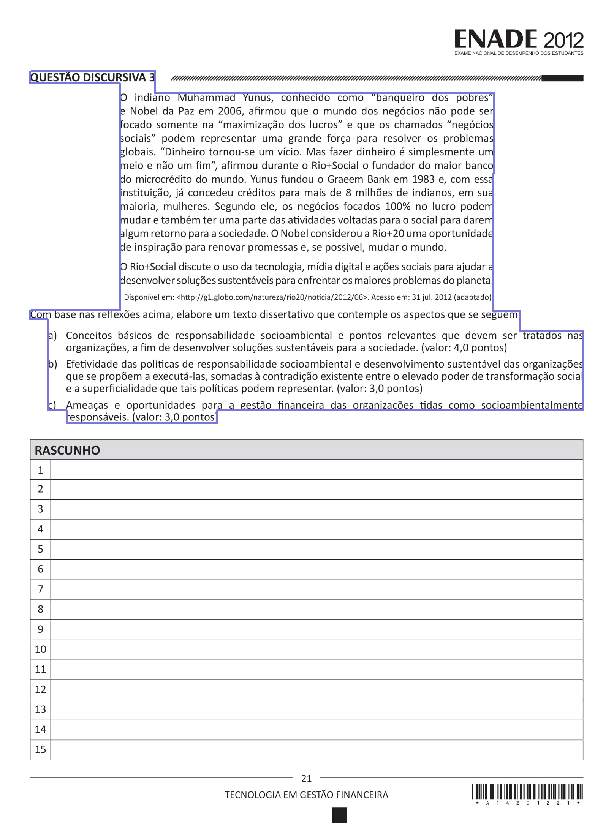 ENADE 2012
EXAME NACIONAL DE DESEMPENHO DOS ESTUDANTES
QUESTÃO DISCURSIVA 3
O indiano Muhammad Yunus, conhecido como “banqueiro dos pobres”
e Nobel da Paz em 2006, afirmou que o mundo dos negócios não pode ser
focado somente na “maximização dos lucros” e que os chamados “negócios
sociais” podem representar uma grande força para resolver os problemas
globais. “Dinheiro tornou-se um vício. Mas fazer dinheiro é simplesmente um
meio e não um fim”, afirmou durante o Rio+Social o fundador do maior banco
do microcrédito do mundo. Yunus fundou o Graeem Bank em 1983 e, com essa
instituição, já concedeu créditos para mais de 8 milhões de indianos, em sua
maioria, mulheres. Segundo ele, os negócios focados 100% no lucro podem
mudar e também ter uma parte das atividades voltadas para o social para darem
algum retorno para a sociedade. O Nobel considerou a Rio+20 uma oportunidade
de inspiração para renovar promessas e, se possível, mudar o mundo.
O Rio+Social discute o uso da tecnologia, mídia digital e ações sociais para ajudar a
desenvolver soluções sustentáveis para enfrentar os maiores problemas do planeta.
Disponível em: <http://g1.globo.com/natureza/rio20/noticia/2012/06>. Acesso em: 31 jul. 2012 (adaptado).
Com base nas reflexões acima, elabore um texto dissertativo que contemple os aspectos que se seguem.
a) Conceitos básicos de responsabilidade socioambiental e pontos relevantes que devem ser tratados nas
organizações, a fim de desenvolver soluções sustentáveis para a sociedade. (valor: 4,0 pontos)
b) Efetividade das políticas de responsabilidade socioambiental e desenvolvimento sustentável das organizações
que se propõem a executá-las, somadas à contradição existente entre o elevado poder de transformação social
e a superficialidade que tais políticas podem representar. (valor: 3,0 pontos)
c) Ameaças e oportunidades para a gestão financeira das organizações tidas como socioambientalmente
responsáveis. (valor: 3,0 pontos)
RASCUNHO
1
2
3
4
5
6
7
8
9
10
11
12
13
14
15
21
TECNOLOGIA EM GESTÃO FINANCEIRA